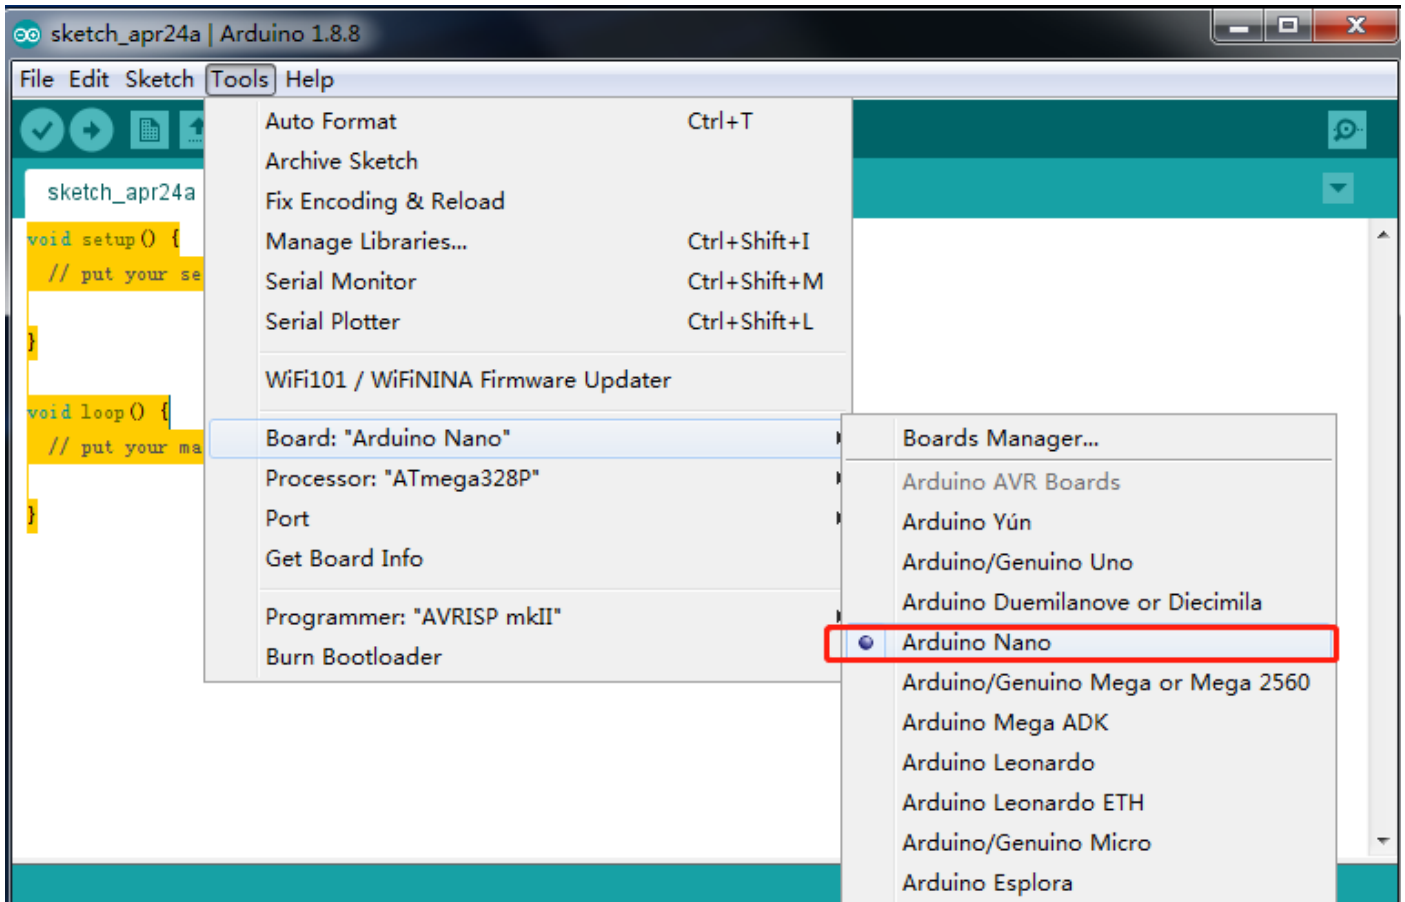 sketch_apr24a | Arduino 1.8.8
File Edit Sketch Tools Help
sketch_apr24a
void setup() {
// put your se
}
void loop() {
// put your ma
}
Auto Format Ctrl+T
Archive Sketch
Fix Encoding & Reload
Manage Libraries... Ctrl+Shift+I
Serial Monitor Ctrl+Shift+M
Serial Plotter Ctrl+Shift+L
WiFi101 / WiFiNINA Firmware Updater
Board: "Arduino Nano"
Processor: "ATmega328P"
Port
Get Board Info
Programmer: "AVRISP mkII"
Burn Bootloader
Boards Manager...
Arduino AVR Boards
Arduino Yún
Arduino/Genuino Uno
Arduino Duemilanove or Diecimila
Arduino Nano
Arduino/Genuino Mega or Mega 2560
Arduino Mega ADK
Arduino Leonardo
Arduino Leonardo ETH
Arduino/Genuino Micro
Arduino Esplora